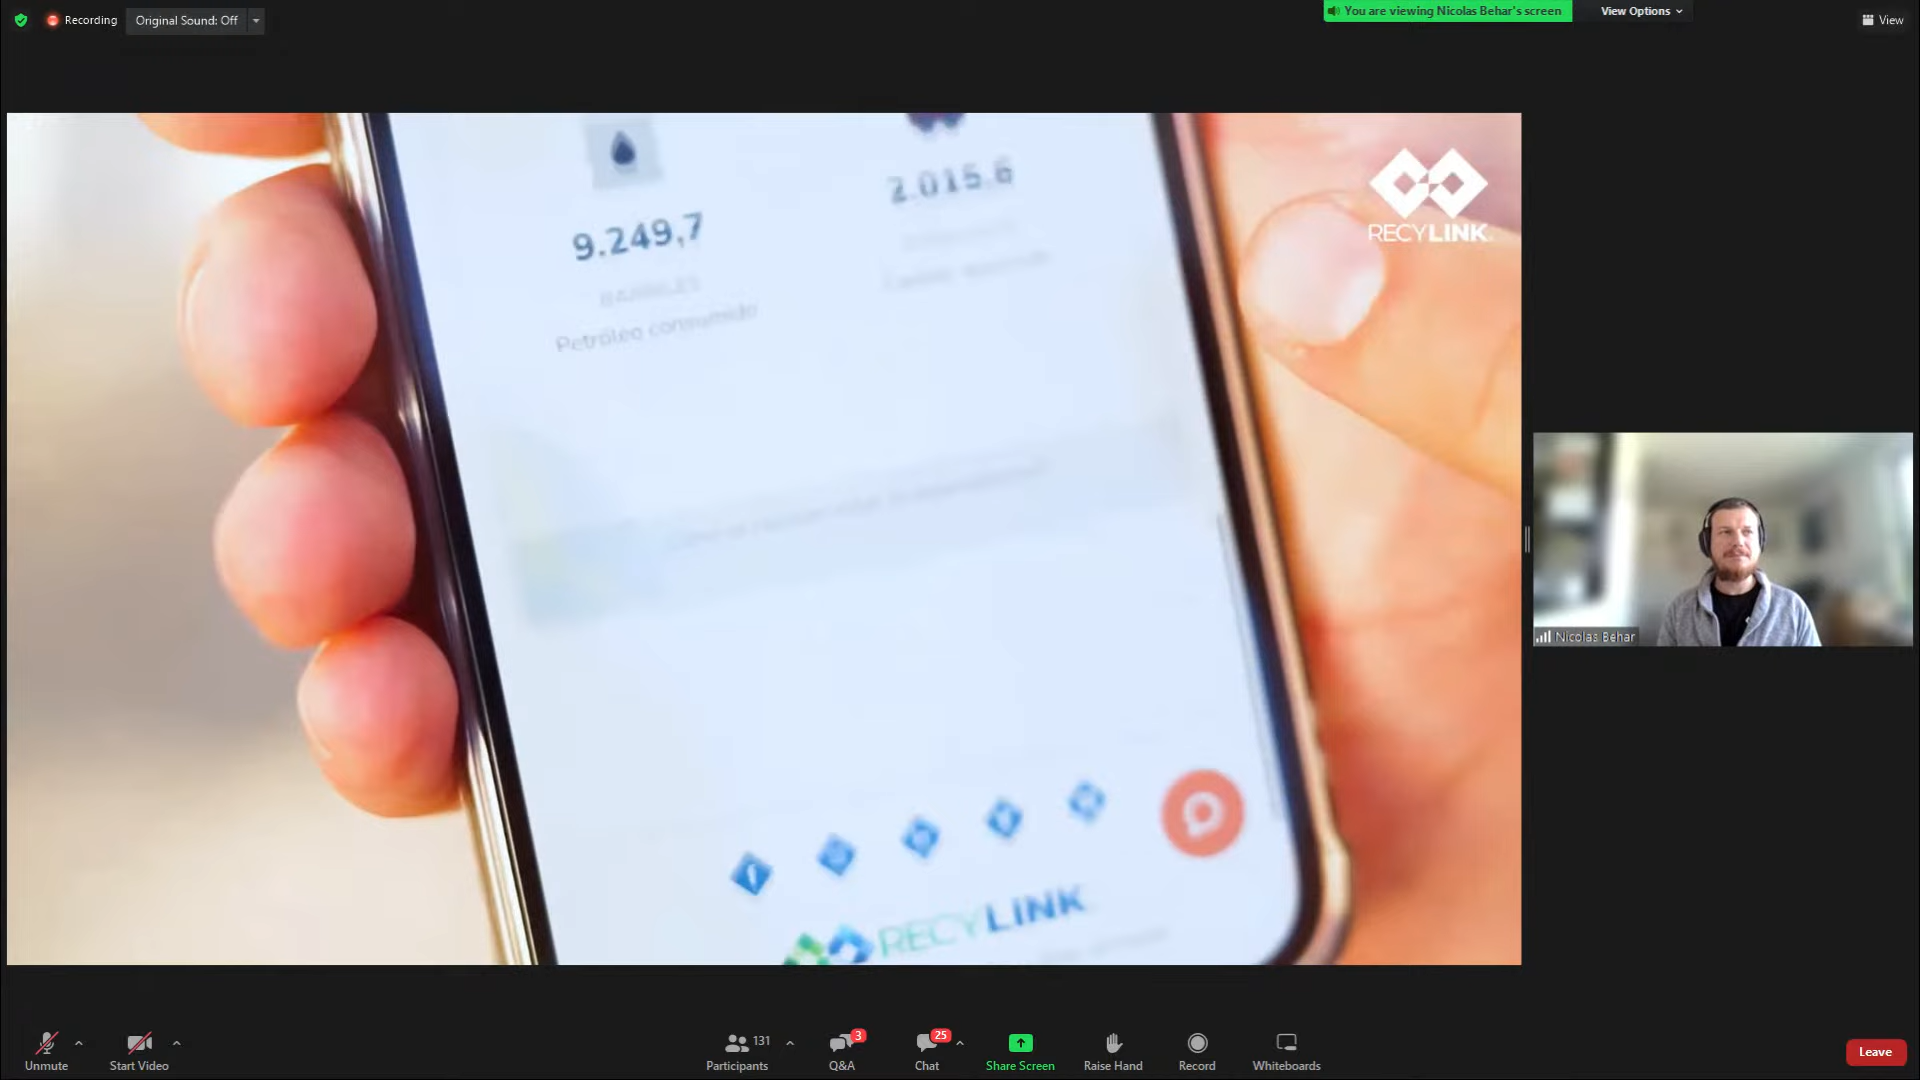 Recording
Original Sound: Off
You are viewing Nicolas Behar's screen
View Options
View
2.015,6
9.249,7
BARRILES
Petróleo consumido
RECYLINK
RECYLINK
Nicolas Behar
Unmute
Start Video
131
Participants
3
Q&A
25
Chat
Share Screen
Raise Hand
Record
Whiteboards
Leave